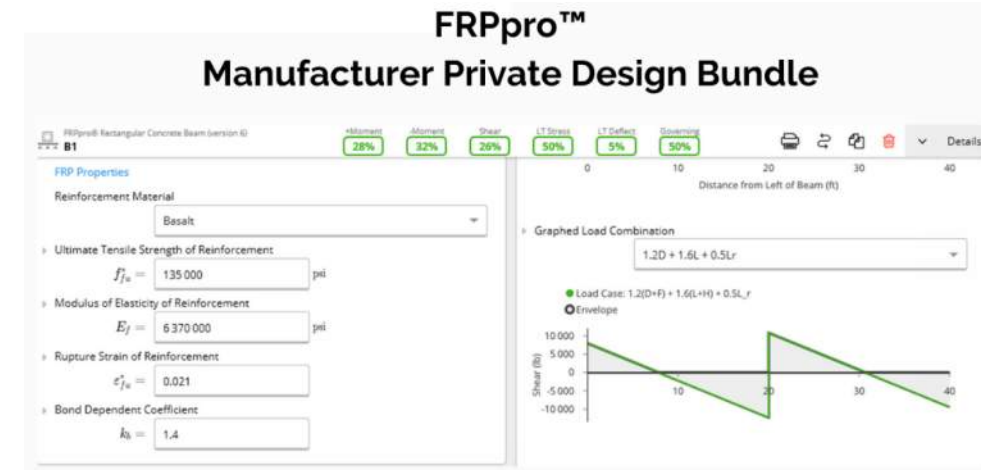 FRPpro™
Manufacturer Private Design Bundle
FRPpro® Rectangular Concrete Beam (version 6)
B1
+Moment
28%
-Moment
32%
Shear
26%
LT Stress
50%
LT Deflect
5%
Governing
50%
Details
FRP Properties
Reinforcement Material
Basalt
Ultimate Tensile Strength of Reinforcement
f*fu = 135 000 psi
Modulus of Elasticity of Reinforcement
Ef = 6 370 000 psi
Rupture Strain of Reinforcement
ε*fu = 0.021
Bond Dependent Coefficient
kb = 1.4
0 10 20 30 40
Distance from Left of Beam (ft)
Graphed Load Combination
1.2D + 1.6L + 0.5Lr
Load Case: 1.2(D+F) + 1.6(L+H) + 0.5L_r
Envelope
Shear (lb)
10 000
5 000
0
-5 000
-10 000
10 20 30 40